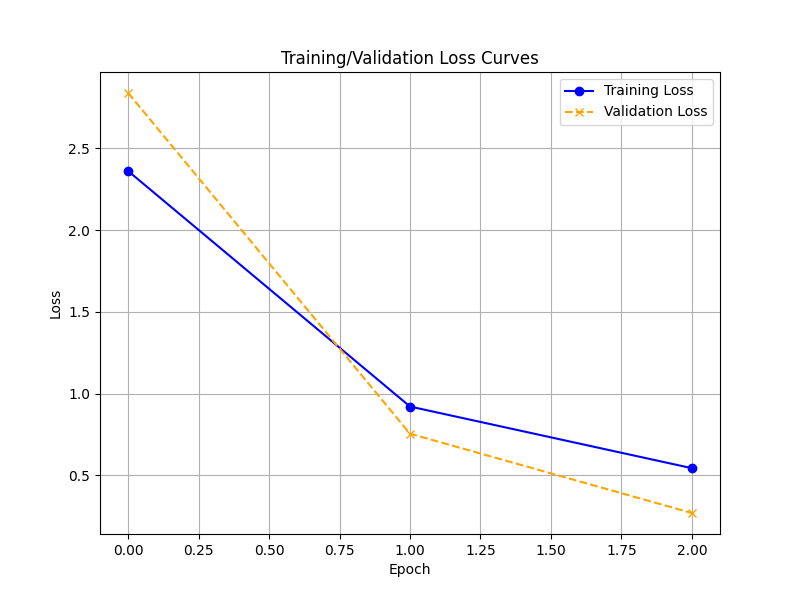 Training/Validation Loss Curves
Training Loss
Validation Loss
2.5
2.0
1.5
1.0
0.5
Loss
0.00 0.25 0.50 0.75 1.00 1.25 1.50 1.75 2.00
Epoch